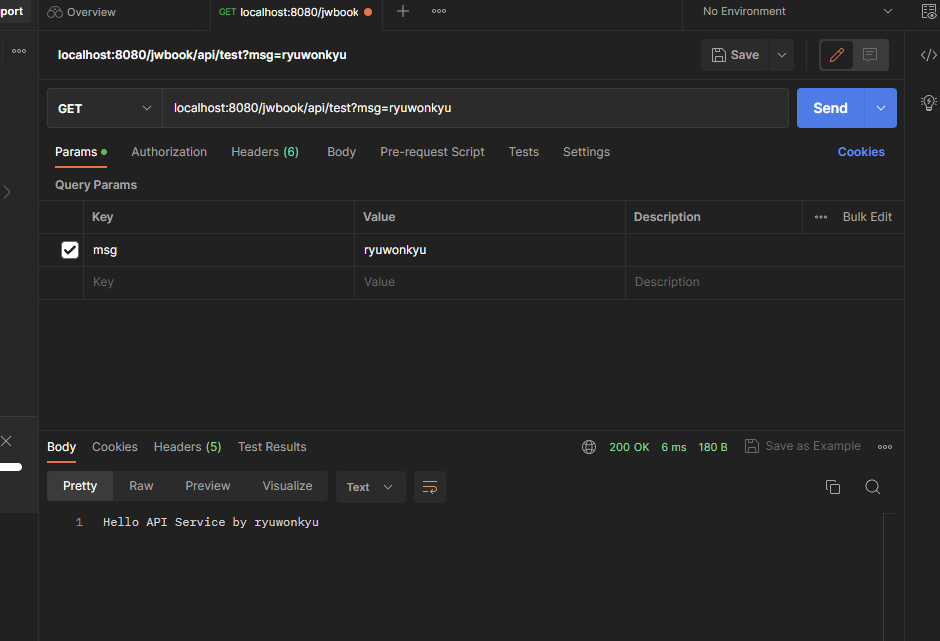 port
Overview
GET localhost:8080/jwbook
No Environment
localhost:8080/jwbook/api/test?msg=ryuwonkyu
Save
GET
localhost:8080/jwbook/api/test?msg=ryuwonkyu
Send
Params
Authorization
Headers (6)
Body
Pre-request Script
Tests
Settings
Cookies
Query Params
Key
Value
Description
Bulk Edit
msg
ryuwonkyu
Key
Value
Description
Body
Cookies
Headers (5)
Test Results
200 OK
6 ms
180 B
Save as Example
Pretty
Raw
Preview
Visualize
Text
1
Hello API Service by ryuwonkyu